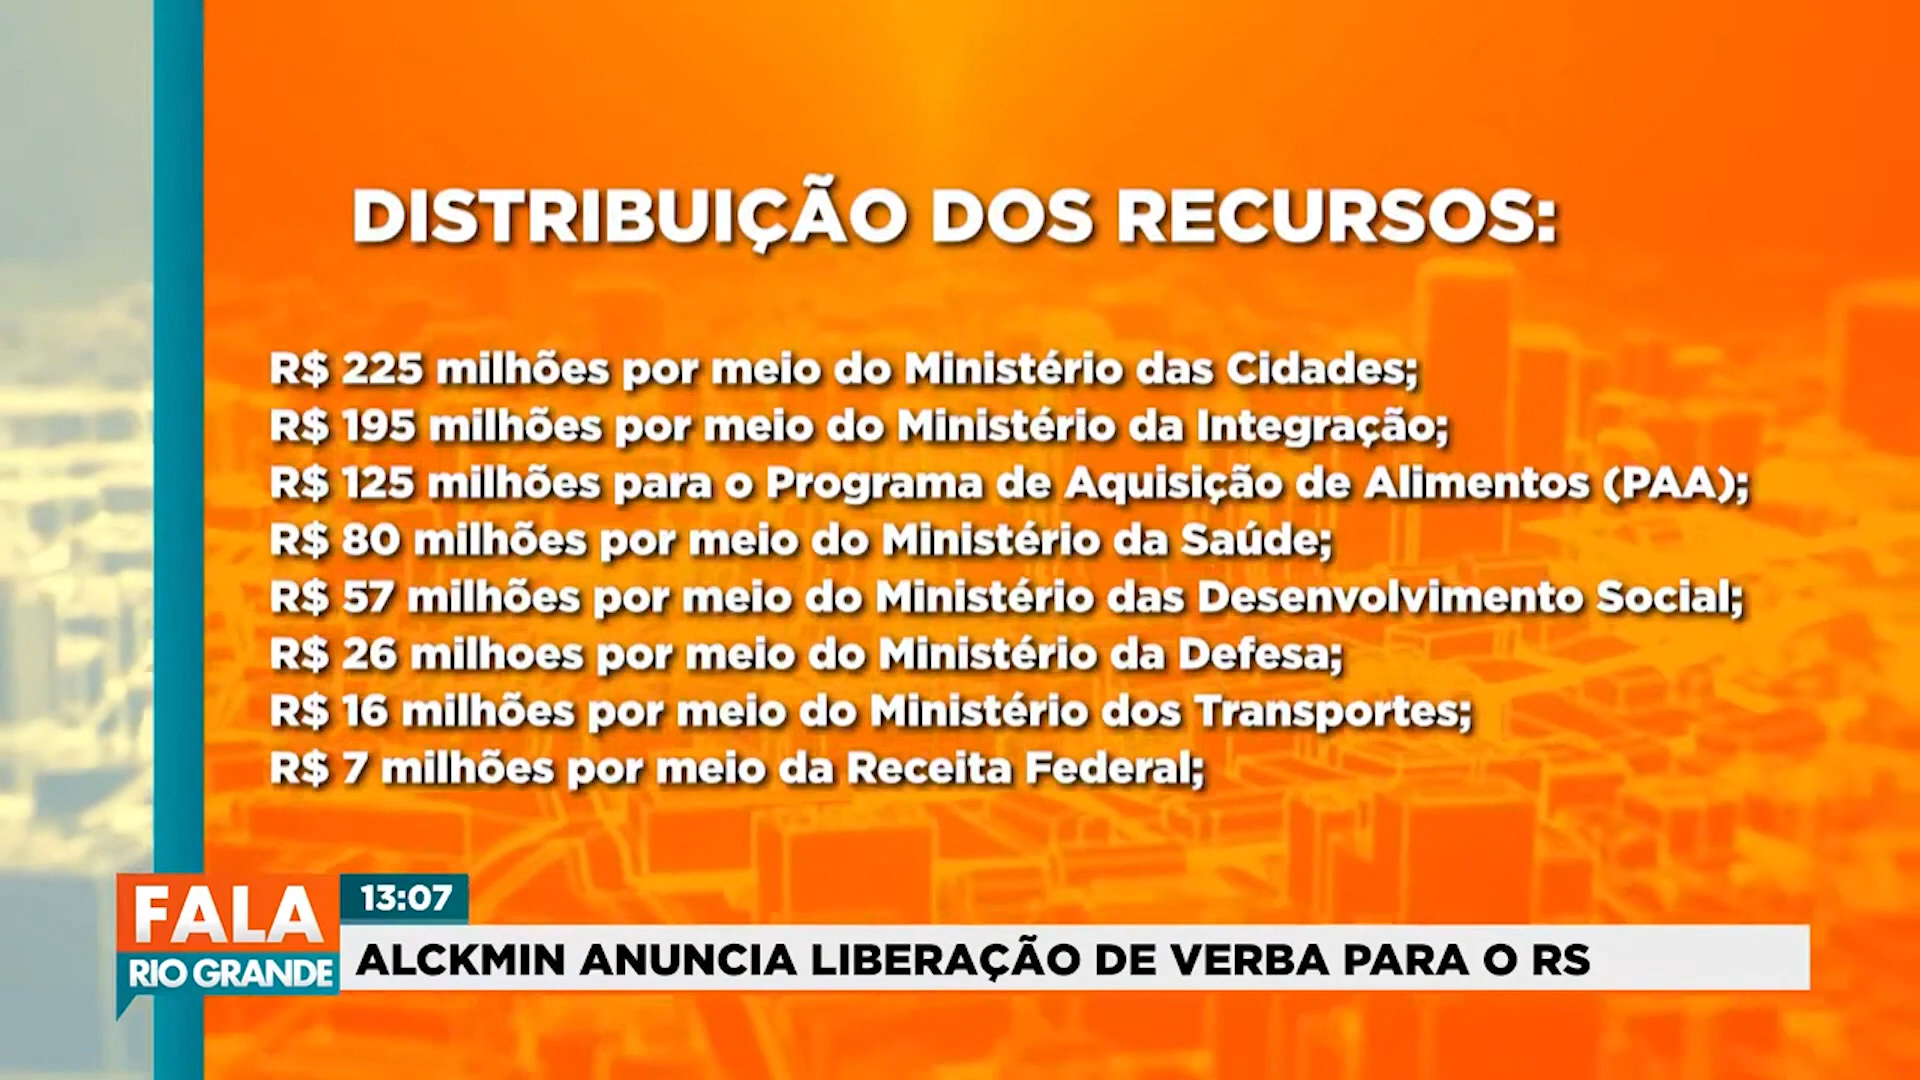 DISTRIBUIÇÃO DOS RECURSOS:
R$ 225 milhões por meio do Ministério das Cidades;
R$ 195 milhões por meio do Ministério da Integração;
R$ 125 milhões para o Programa de Aquisição de Alimentos (PAA);
R$ 80 milhões por meio do Ministério da Saúde;
R$ 57 milhões por meio do Ministério das Desenvolvimento Social;
R$ 26 milhoes por meio do Ministério da Defesa;
R$ 16 milhões por meio do Ministério dos Transportes;
R$ 7 milhões por meio da Receita Federal;
FALA
RIO GRANDE
13:07
ALCKMIN ANUNCIA LIBERAÇÃO DE VERBA PARA O RS